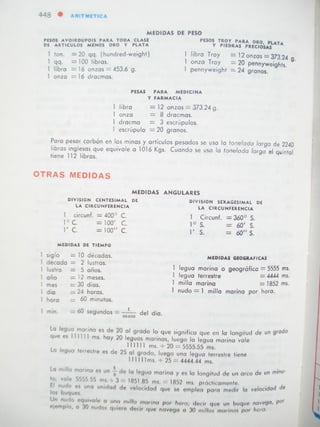 448 • ARITMETICA
MEDIDAS DE PESO
PESOS AVOIRDUPOIS PARA TODA CLASE
DE ARTICULOS MENOS ORO Y PLATA
1 ton. = 20 qq. (hundred-weight)
1 qq. = 100 libras.
1 libra = 16 onzas = 453.6 g.
1 onza = 16 dracmas.
PESOS TROY PARA ORO, PLATA
Y PIEDRAS PRECIOSAS
1 libra Troy = 12 onzas = 373.24 g.
1 onza Troy = 20 pennyweights.
1 pennyweight = 24 granos.
PESAS PARA MEDICINA
Y FARMACIA
1 libra = 12 onzas = 373.24 g.
1 onza = 8 dracmas.
1 dracma = 3 escrúpulos.
1 escrúpulo = 20 granos.
Para pesar carbón en las minas y artículos pesados se usa la tonelada larga de 2240
libras inglesas que equivale a 1016 Kgs. Cuando se usa la tonelada larga el quintal
tiene 112 libras.
OTRAS MEDIDAS
MEDIDAS ANGULARES
DIVISION CENTESIMAL DE
LA CIRCUNFERENCIA
1 circunf. = 400° C.
1° C. = 100' C.
1' C. = 100'' C.
DIVISION SEXAGESIMAL DE
LA CIRCUNFERENCIA
1 Circunf. = 360° S.
1° S. = 60' S.
1' S. = 60'' S.
MEDIDAS DE TIEMPO
1 siglo = 10 décadas.
1 década = 2 lustros.
1 lustro = 5 años.
1 año = 12 meses.
1 mes = 30 días.
1 día = 24 horas.
1 hora = 60 minutos.
1 min. = 60 segundos = 1/86400 del día.
MEDIDAS GEOGRAFICAS
1 legua marina o geográfica = 5555 ms.
1 legua terrestre = 4444 ms.
1 milla marina = 1852 ms.
1 nudo = 1 milla marina por hora.
La legua marina es de 20 al grado lo que significa que en la longitud de un grado
que es 111111 ms. hay 20 leguas marinas, luego la legua marina vale
111111 ms. ÷ 20 = 5555.55 ms.
La legua terrestre es de 25 al grado, luego una legua terrestre tiene
111111ms. ÷ 25 = 4444.44 ms.
La milla marina es un 1/3 de la legua marina y es la longitud de un arco de un minu-
to, vale 5555.55 ms. ÷ 3 = 1851.85 ms. = 1852 ms. prácticamente.
El nudo es una unidad de velocidad que se emplea para medir la velocidad de
los buques.
Un nudo equivale a una milla marina por hora; decir que un buque navega, por
ejemplo, a 30 nudos quiere decir que navega a 30 millas marinas por hora.